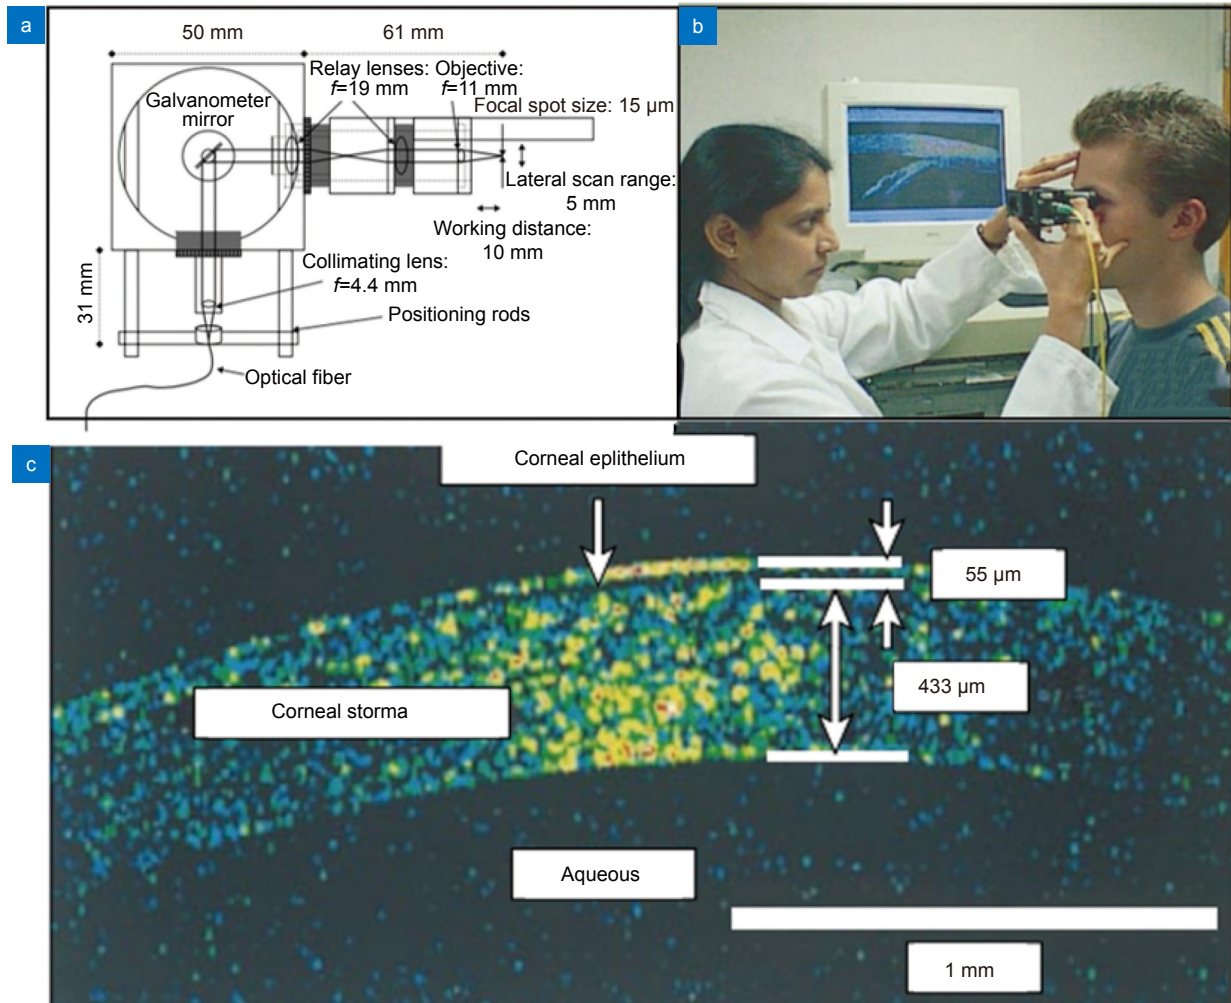 a
50 mm
61 mm
Relay lenses:
f=19 mm
Objective:
f=11 mm
Galvanometer
mirror
Focal spot size: 15 μm
Lateral scan range:
5 mm
Working distance:
10 mm
31 mm
Collimating lens:
f=4.4 mm
Positioning rods
Optical fiber
b
c
Corneal eplithelium
55 μm
433 μm
Corneal storma
Aqueous
1 mm